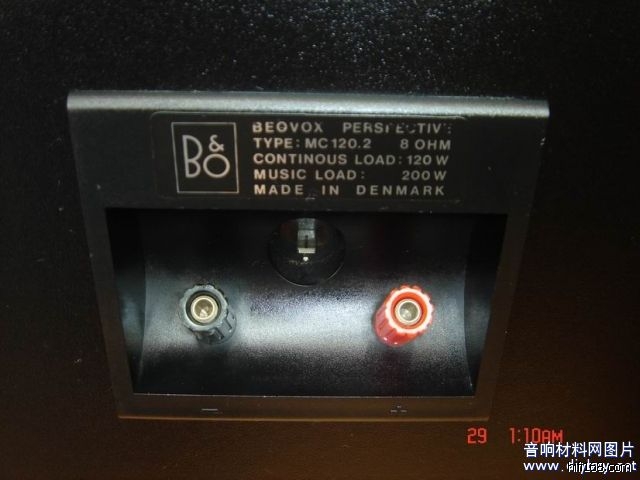 B&O
BEOVOX PERSPECTIVE
TYPE: MC 120.2 8 OHM
CONTINOUS LOAD: 120 W
MUSIC LOAD: 200 W
MADE IN DENMARK
− +
29 1:10AM
音响材料网图片